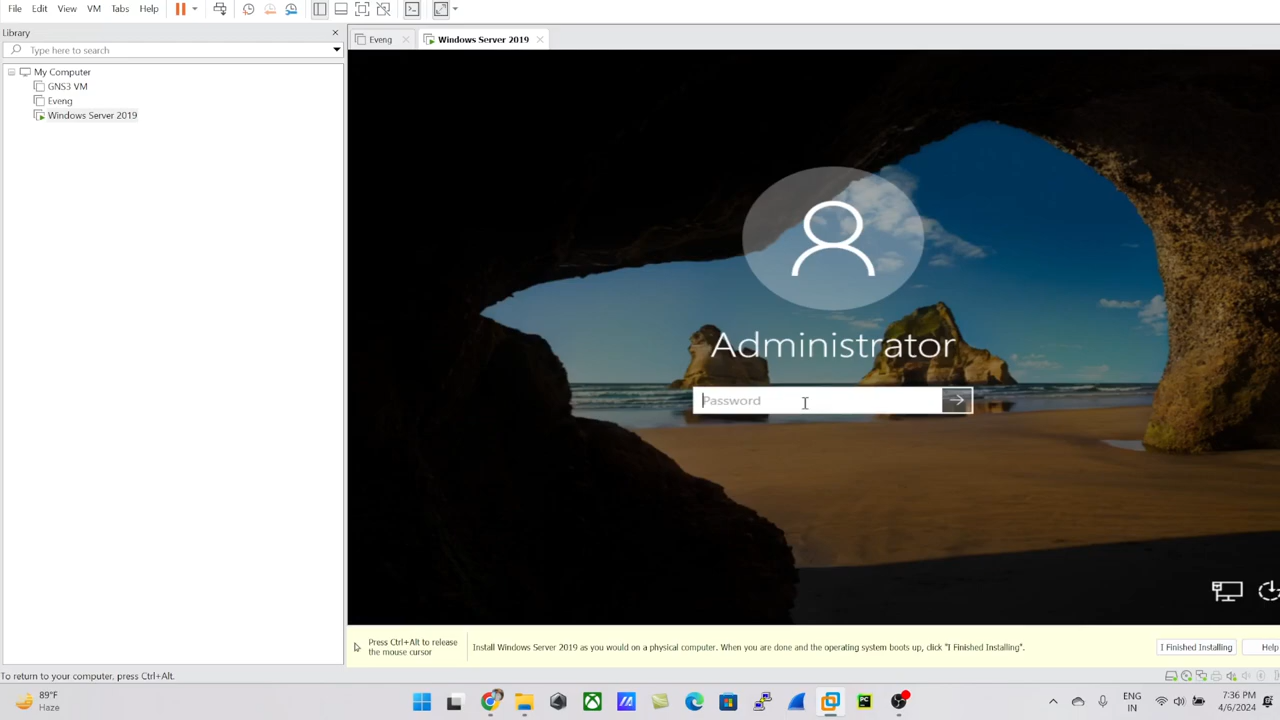 File Edit View VM Tabs Help
Library
Type here to search
My Computer
GNS3 VM
Eveng
Windows Server 2019
Eveng
Windows Server 2019
Administrator
Password
Press Ctrl+Alt to release
the mouse cursor
Install Windows Server 2019 as you would on a physical computer. When you are done and the operating system boots up, click "I Finished Installing".
I Finished Installing
Help
To return to your computer, press Ctrl+Alt.
89°F
Haze
PC
ENG
IN
7:36 PM
4/6/2024